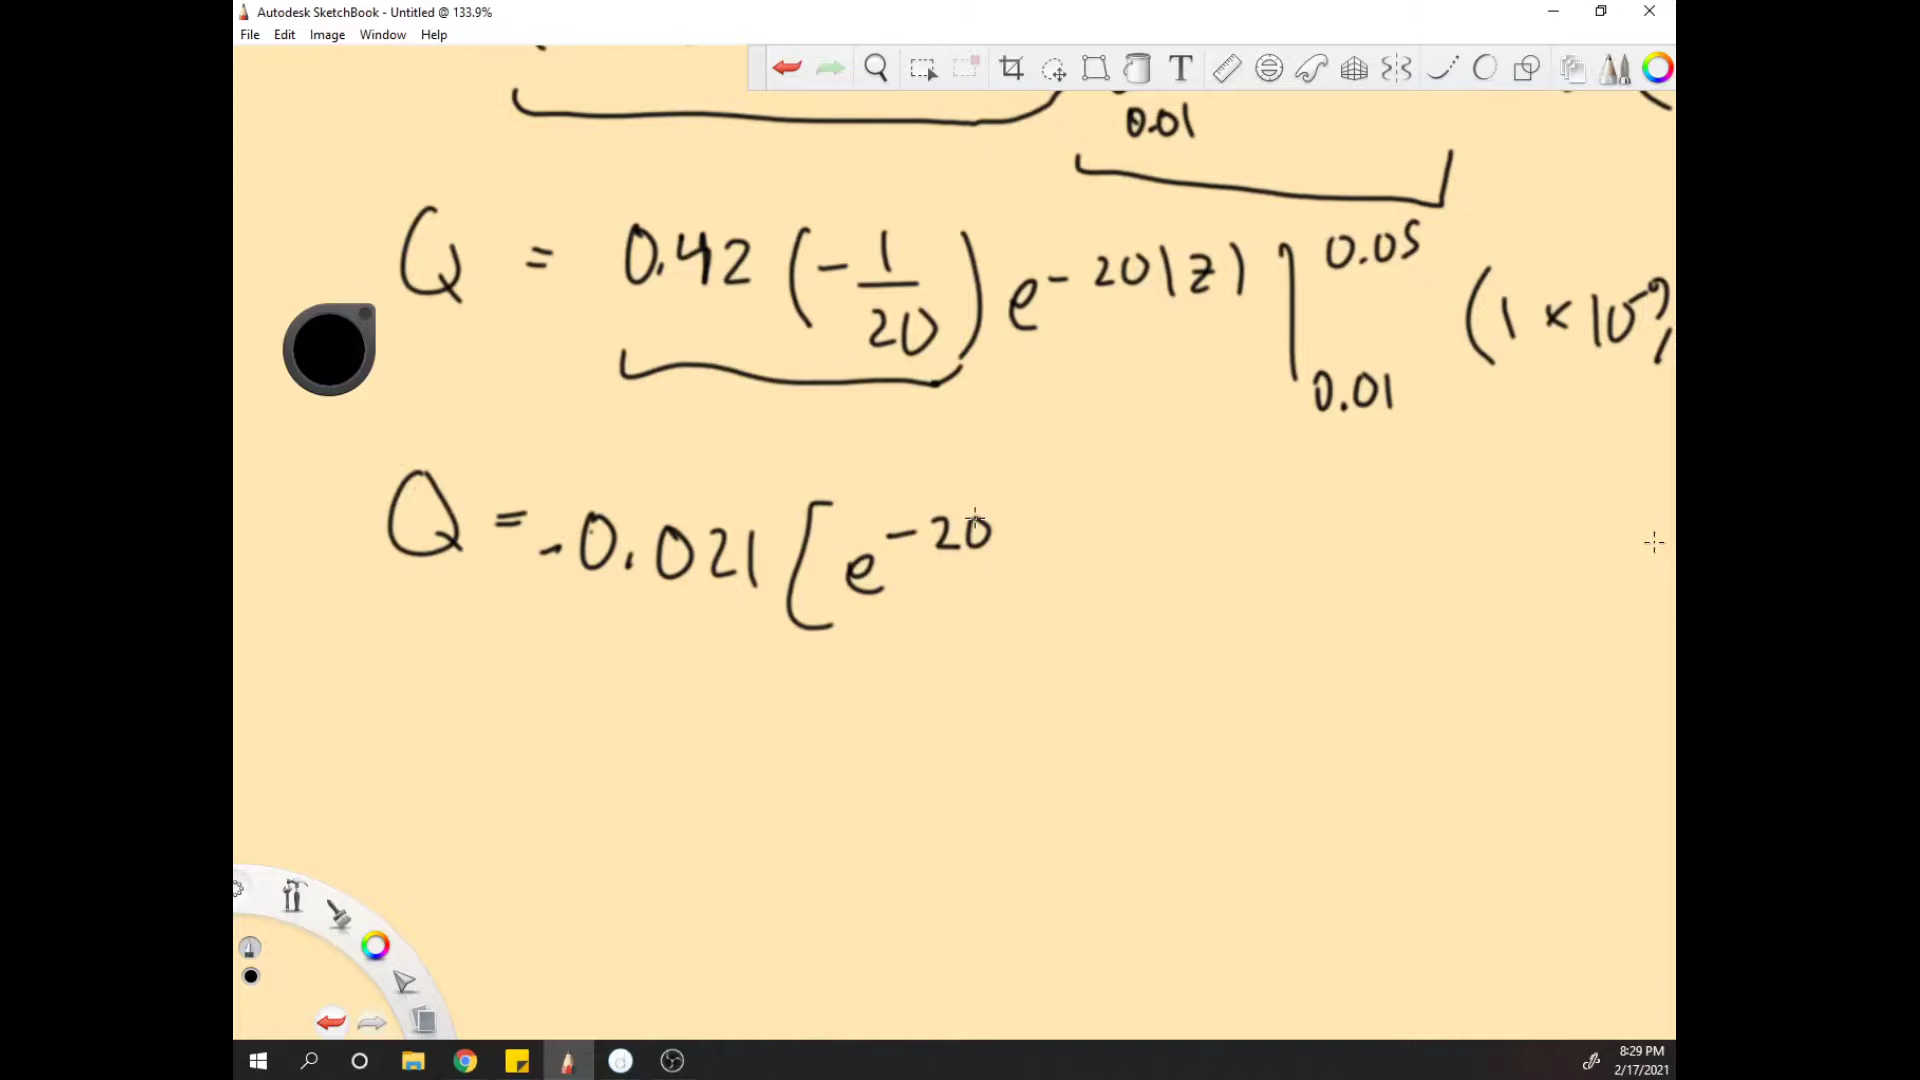 Autodesk SketchBook - Untitled @ 133.9%
File Edit Image Window Help
T
0.01
Q = 0.42 (- 1/20) e^-20(z) | 0.05 0.01 (1 × 10^-9)
Q = -0.021 [e^-20
8:29 PM
2/17/2021